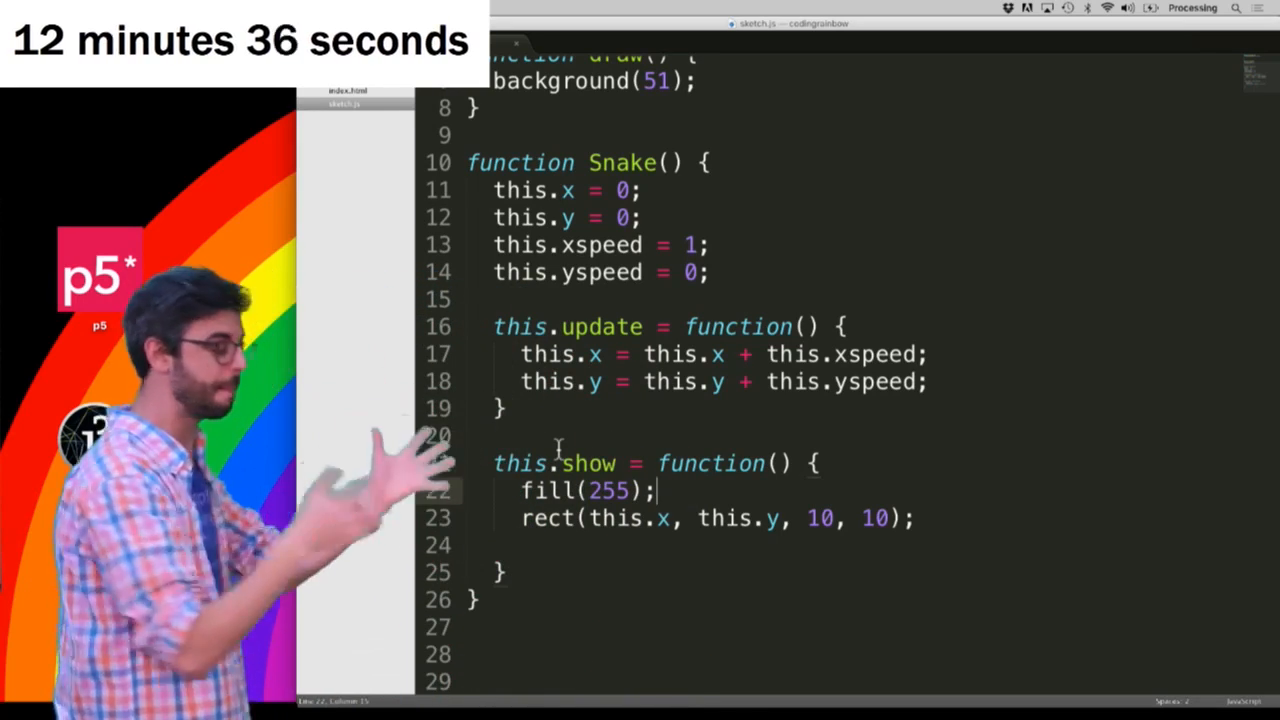 Processing
sketch.js — codingrainbow
12 minutes 36 seconds
index.html
sketch.js
function draw() {
background(51);
8 }
9
10 function Snake() {
11 this.x = 0;
12 this.y = 0;
13 this.xspeed = 1;
14 this.yspeed = 0;
15
16 this.update = function() {
17 this.x = this.x + this.xspeed;
18 this.y = this.y + this.yspeed;
19 }
20
this.show = function() {
22 fill(255);
23 rect(this.x, this.y, 10, 10);
24
25 }
26 }
27
28
29
p5*
p5
Line 22, Column 15
Spaces: 2
JavaScript